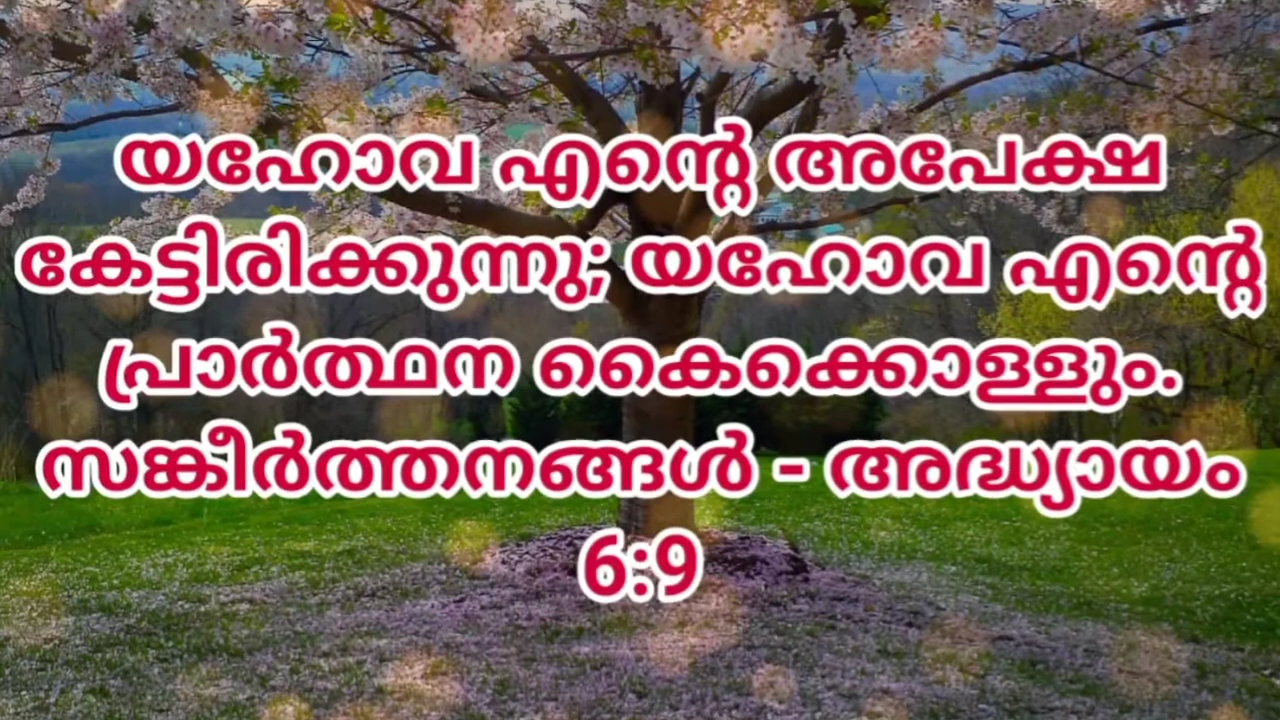 യഹോവ എന്റെ അപേക്ഷ
കേട്ടിരിക്കുന്നു; യഹോവ എന്റെ
പ്രാർത്ഥന കൈക്കൊള്ളും.
സങ്കീർത്തനങ്ങൾ - അദ്ധ്യായം
6:9